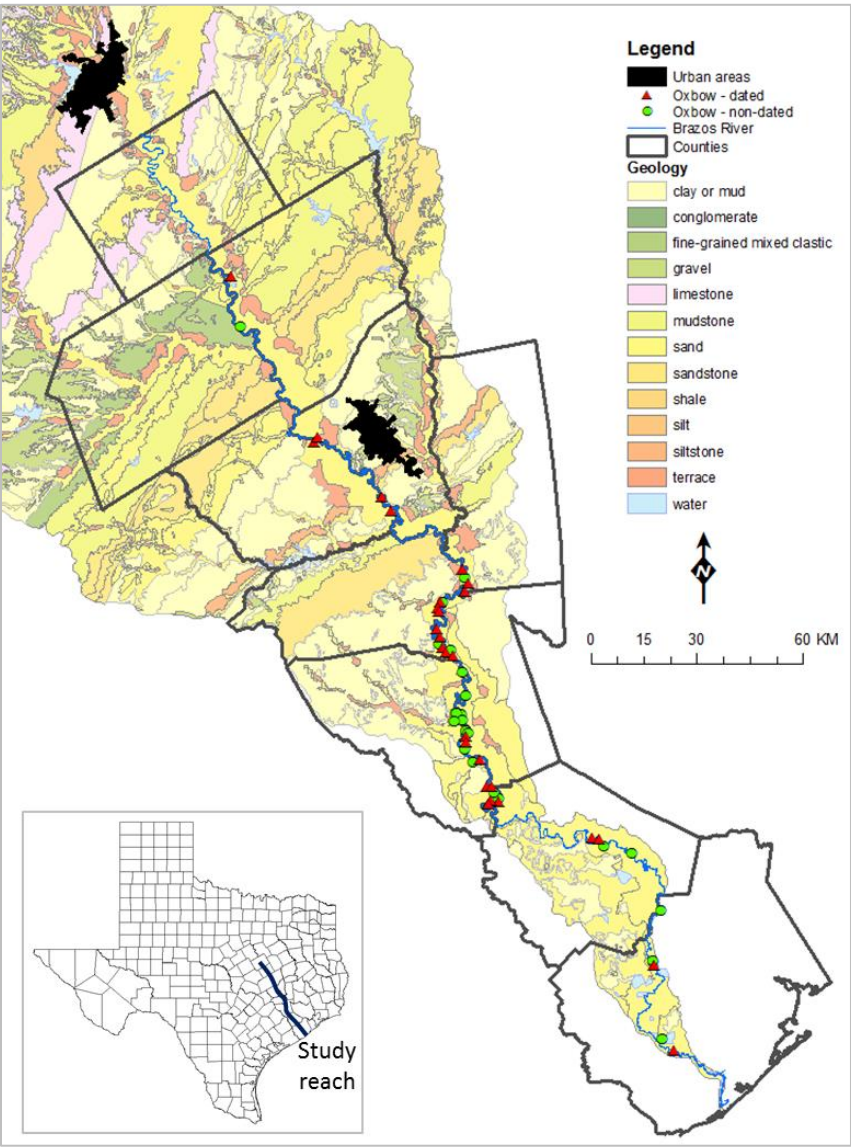 Legend
Urban areas
Oxbow - dated
Oxbow - non-dated
Brazos River
Counties
Geology
clay or mud
conglomerate
fine-grained mixed clastic
gravel
limestone
mudstone
sand
sandstone
shale
silt
siltstone
terrace
water
N
0 15 30 60 KM
Study
reach